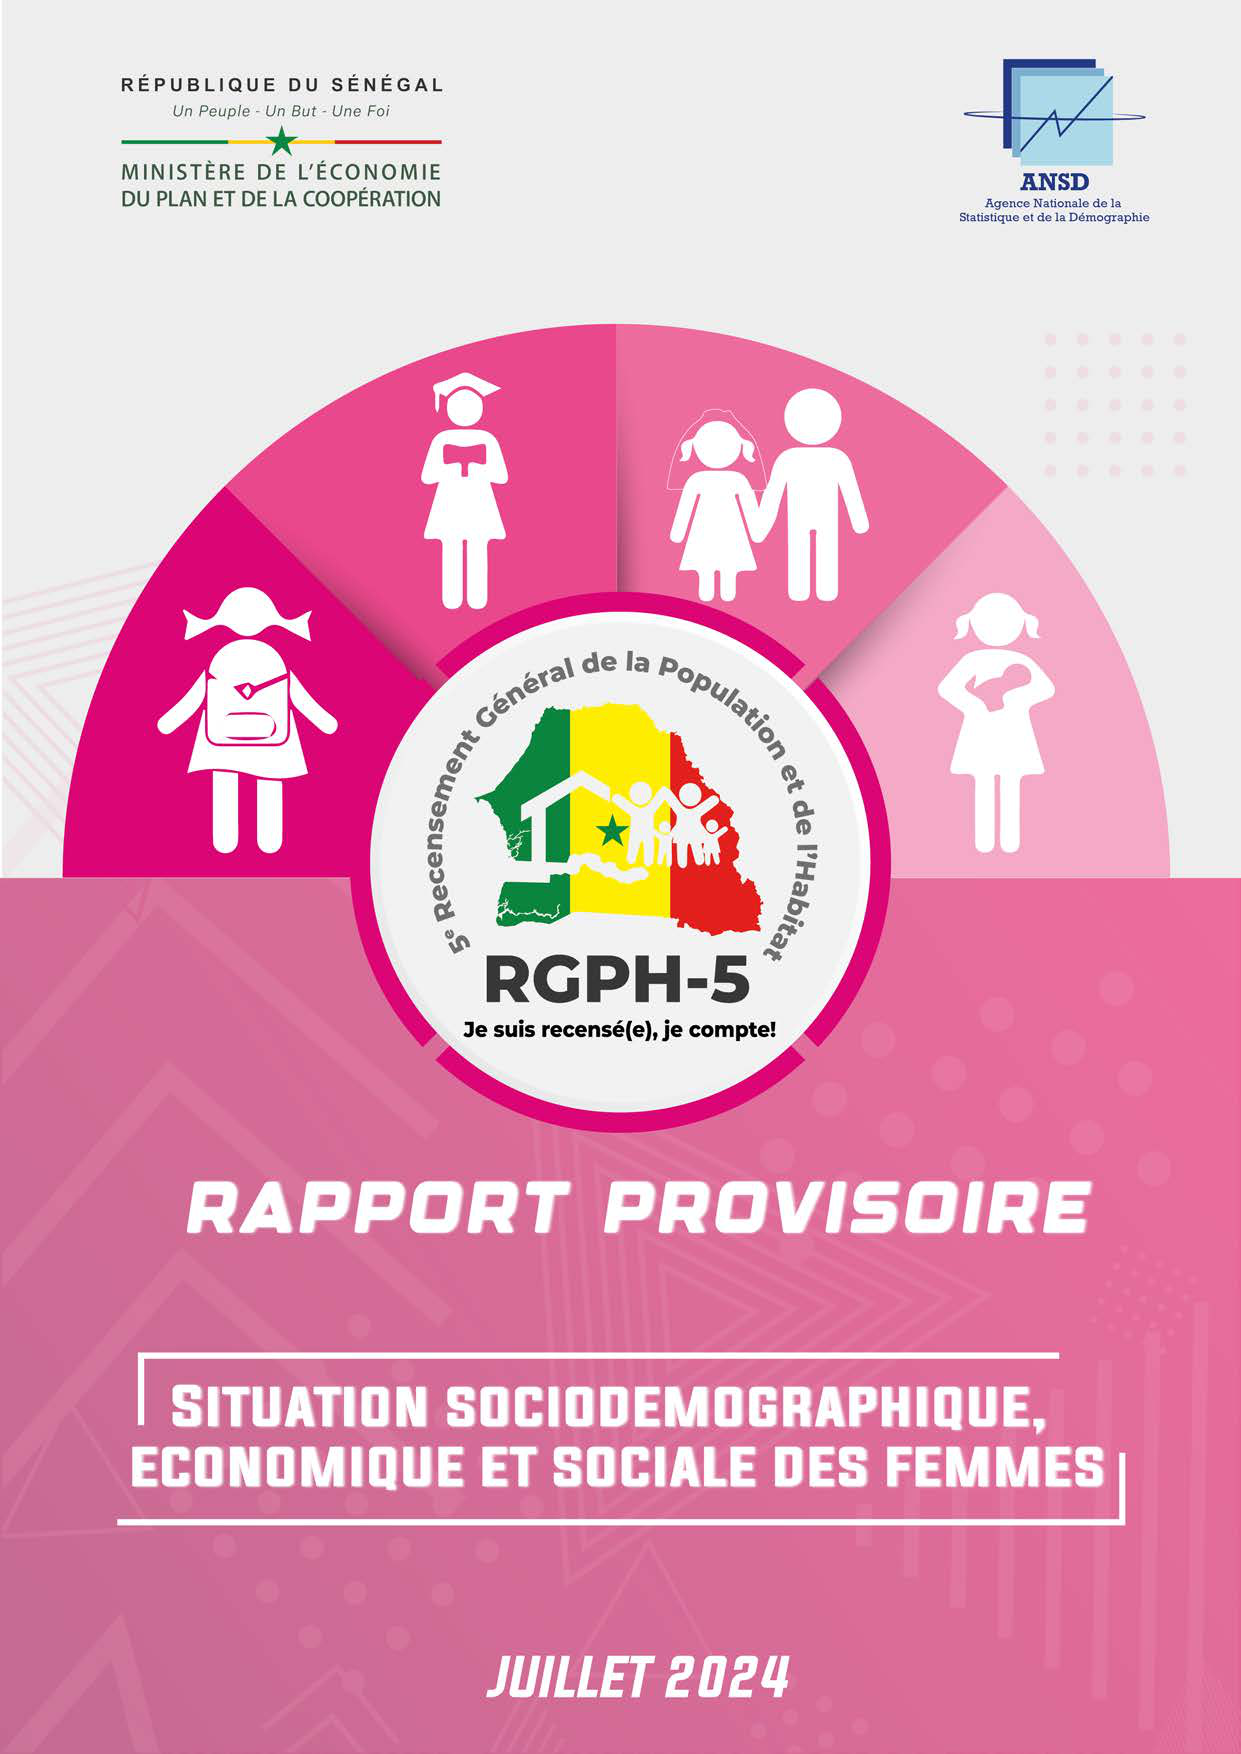 RÉPUBLIQUE DU SÉNÉGAL
Un Peuple - Un But - Une Foi
MINISTÈRE DE L'ÉCONOMIE
DU PLAN ET DE LA COOPÉRATION
ANSD
Agence Nationale de la
Statistique et de la Démographie
5e Recensement Général de la Population et de l'Habitat
RGPH-5
Je suis recensé(e), je compte!
RAPPORT PROVISOIRE
SITUATION SOCIODEMOGRAPHIQUE,
ECONOMIQUE ET SOCIALE DES FEMMES
JUILLET 2024